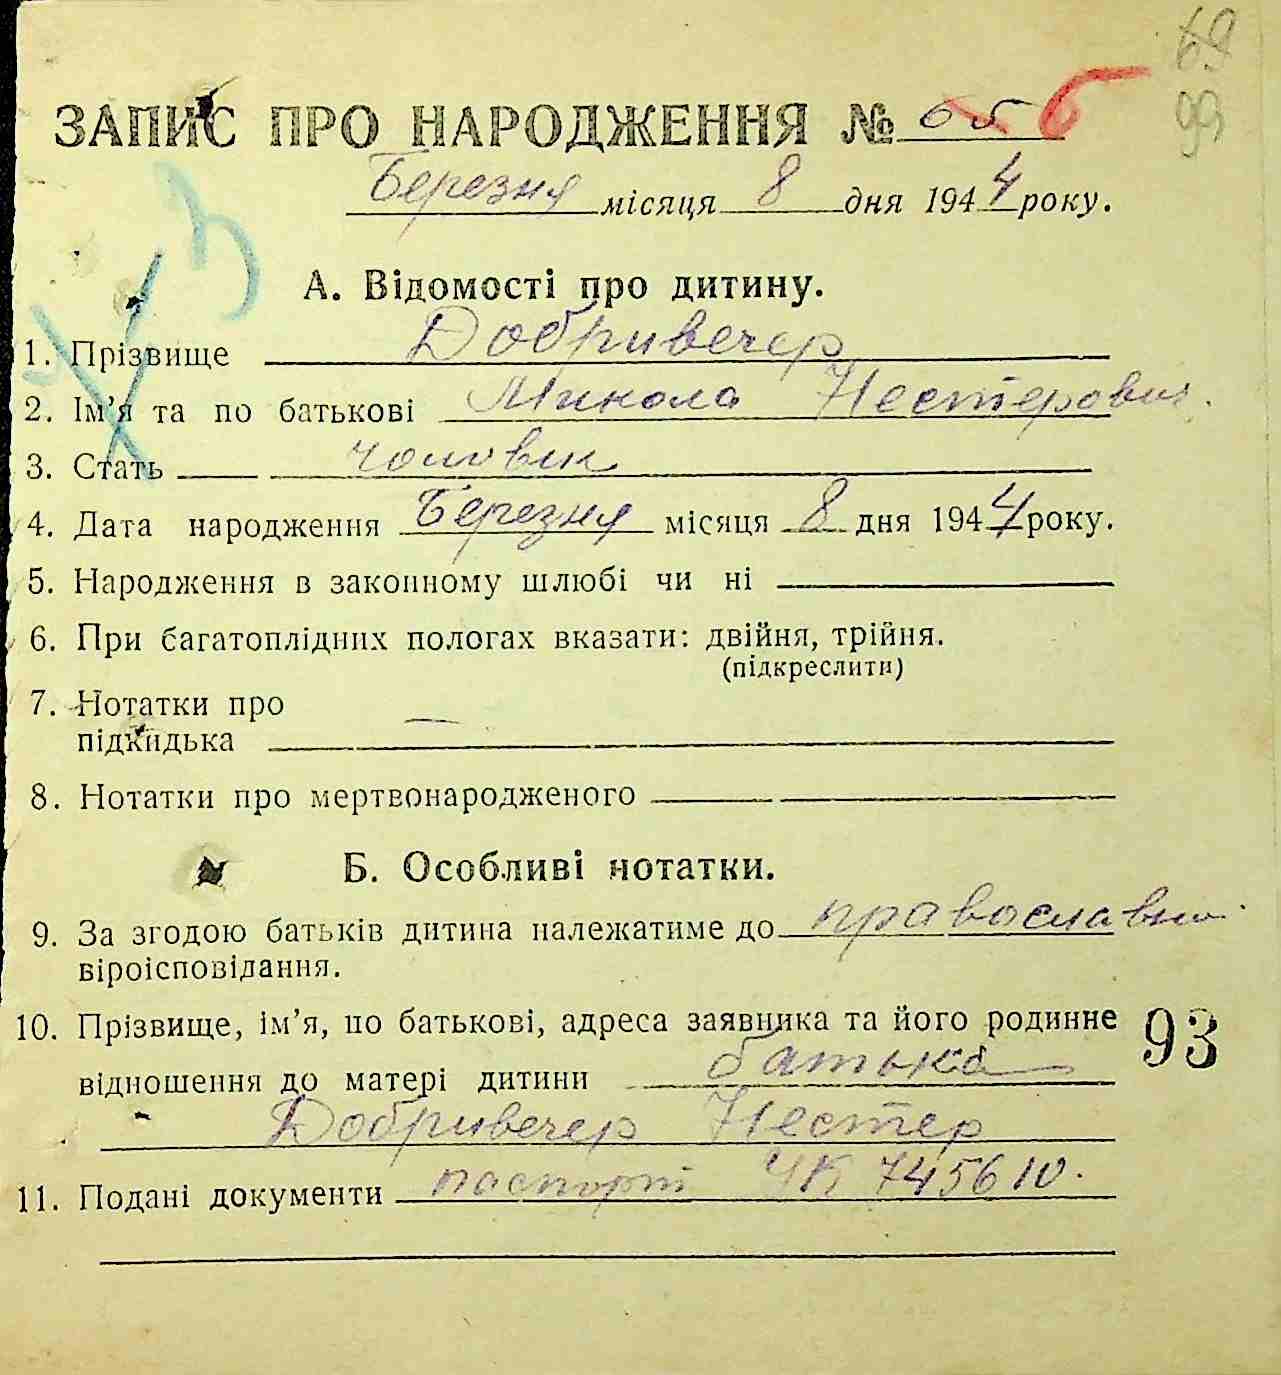 69
99
ЗАПИС ПРО НАРОДЖЕННЯ № 65 6
Березня місяця 8 дня 1944 року.
З
А. Відомості про дитину.
1. Прізвище Добривечер
2. Ім’я та по батькові Микола Нестерович.
3. Стать чоловік
4. Дата народження Березня місяця 8 дня 1944 року.
5. Народження в законному шлюбі чи ні
6. При багатоплідних пологах вказати: двійня, трійня.
(підкреслити)
7. Нотатки про
підкидька —
8. Нотатки про мертвонародженого
Б. Особливі нотатки.
9. За згодою батьків дитина належатиме до православн.
віроісповідання.
10. Прізвище, ім’я, по батькові, адреса заявника та його родинне
93
відношення до матері дитини батька
Добривечер Нестер
11. Подані документи паспорт ЧК 745610.